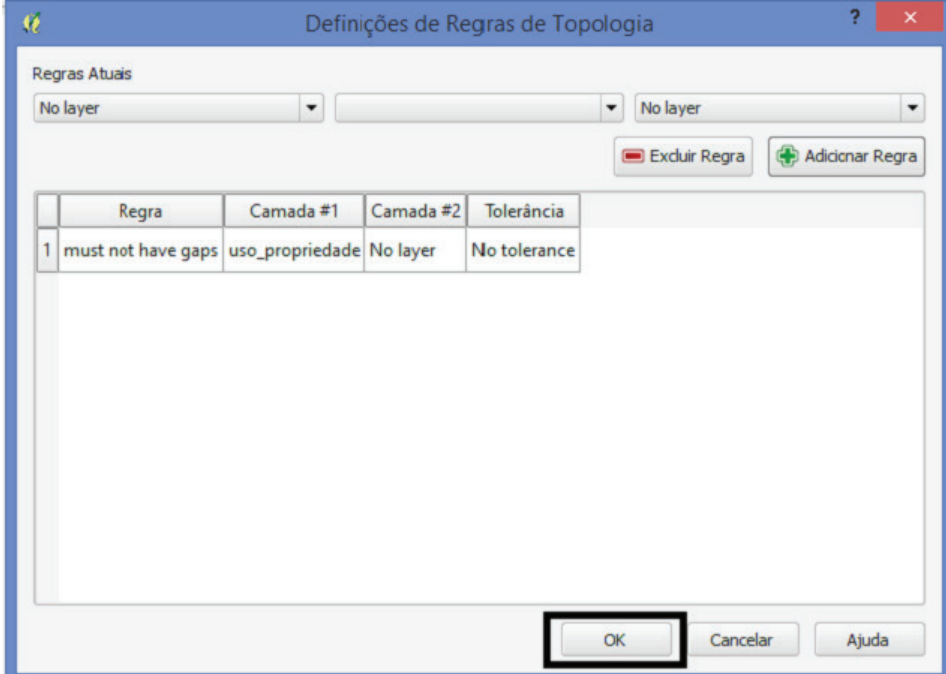 Definições de Regras de Topologia
?
Regras Atuais
No layer
No layer
Excluir Regra
Adicnar Regra
Regra Camada #1 Camada #2 Tolerância
1 must not have gaps uso_propriedade No layer No tolerance
OK Cancelar Ajuda